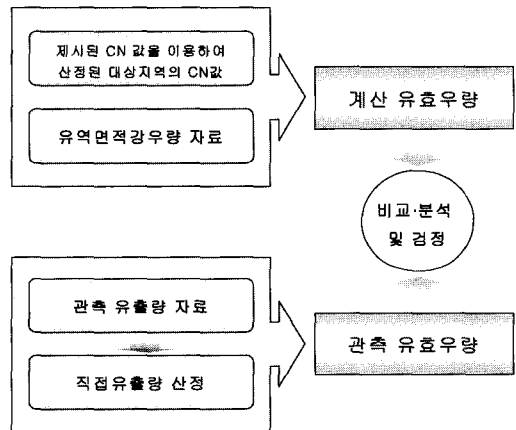 제시된 CN 값을 이용하여
산정된 대상지역의 CN값
유역면적강우량 자료
계산 유효우량
비교·분석
및 검정
관측 유출량 자료
직접유출량 산정
관측 유효우량